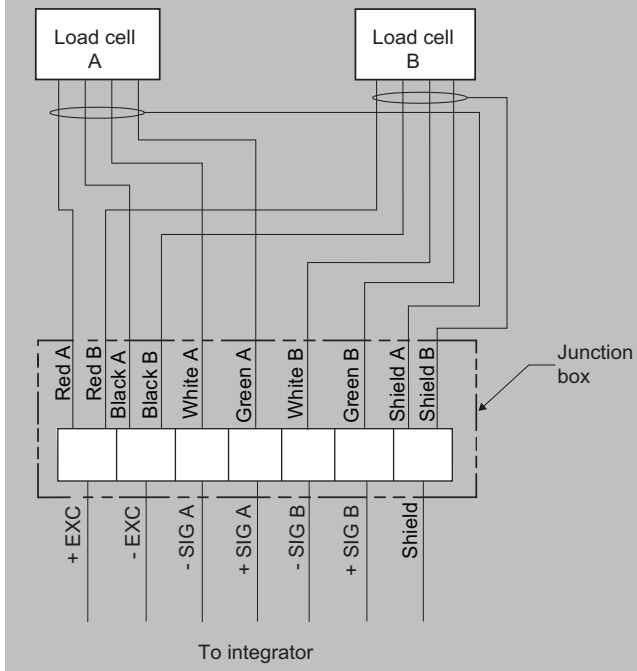 Load cell
A
Load cell
B
Red A
Red B
Black A
Black B
White A
Green A
White B
Green B
Shield A
Shield B
Junction
box
+ EXC
- EXC
- SIG A
+ SIG A
- SIG B
+ SIG B
Shield
To integrator